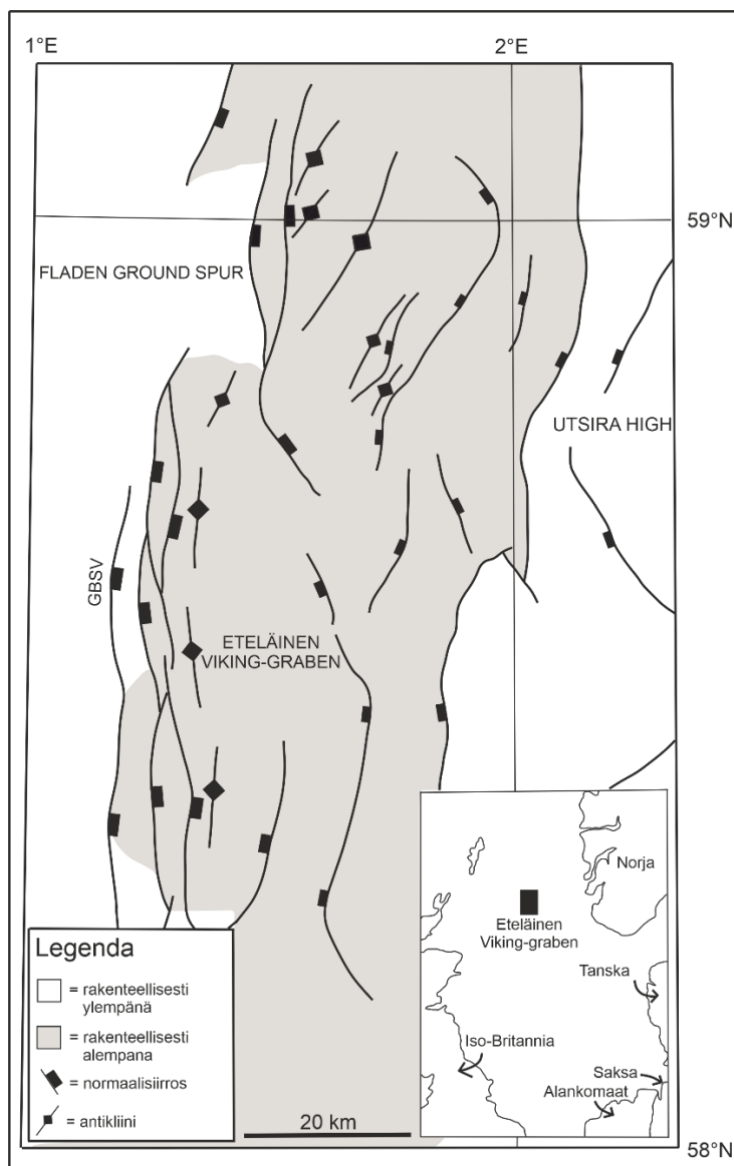 1°E
2°E
59°N
FLADEN GROUND SPUR
UTSIRA HIGH
GBSV
ETELÄINEN
VIKING-GRABEN
Legenda
= rakenteellisesti
ylempänä
= rakenteellisesti
alempana
= normaalisiirros
= antikliini
20 km
Norja
Eteläinen
Viking-graben
Tanska
Iso-Britannia
Saksa
Alankomaat
58°N